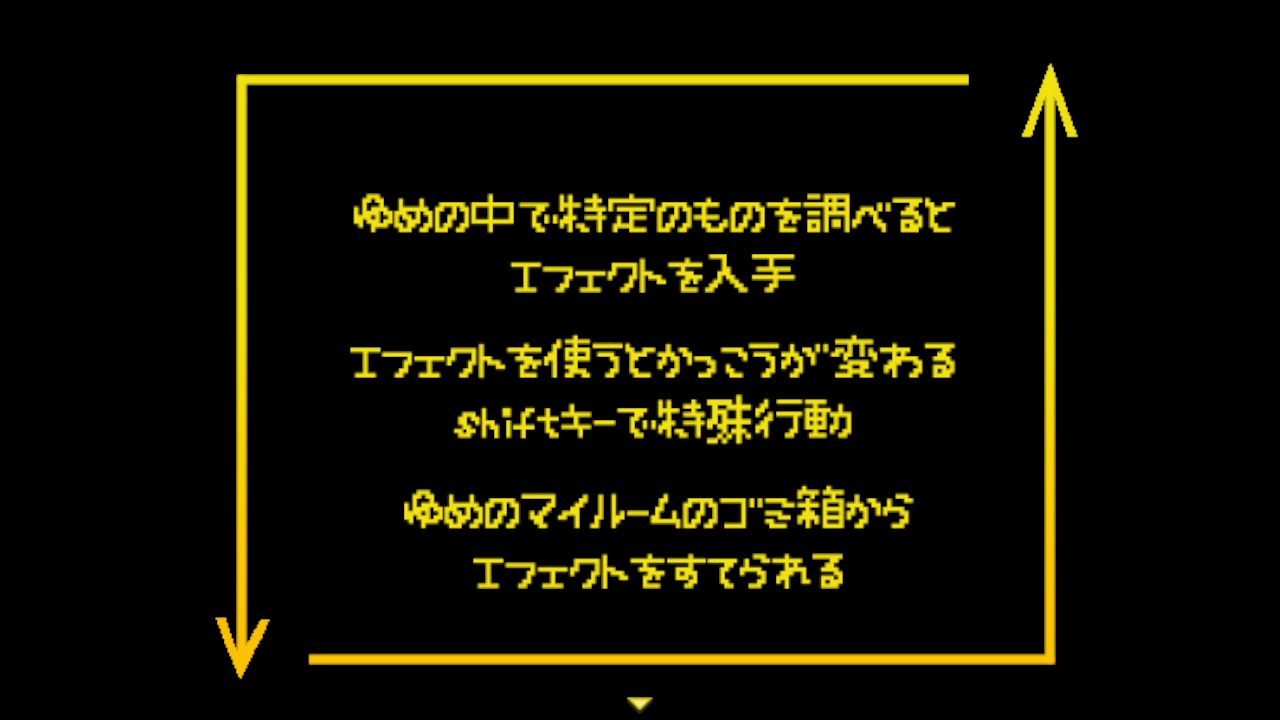 ゆめの中で特定のものを調べると
エフェクトを入手
エフェクトを使うとかっこうが変わる
shiftキーで特殊行動
ゆめのマイルームのゴミ箱から
エフェクトをすてられる